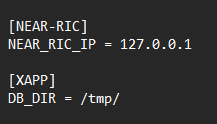 [NEAR-RIC]
NEAR_RIC_IP = 127.0.0.1
[XAPP]
DB_DIR = /tmp/